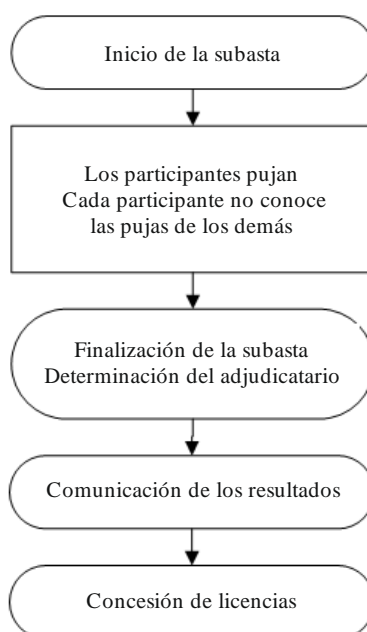 Inicio de la subasta
Los participantes pujan
Cada participante no conoce
las pujas de los demás
Finalización de la subasta
Determinación del adjudicatario
Comunicación de los resultados
Concesión de licencias